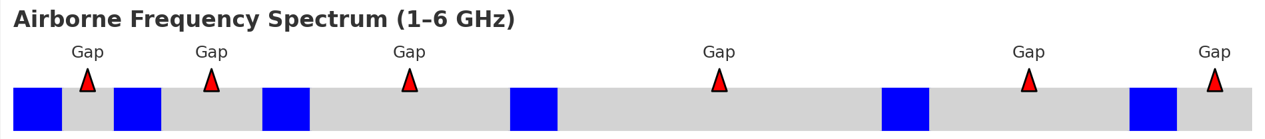 Airborne Frequency Spectrum (1–6 GHz)
Gap Gap Gap Gap Gap Gap